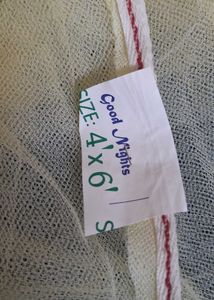 Good Nights
SIZE: 4' x 6'
S